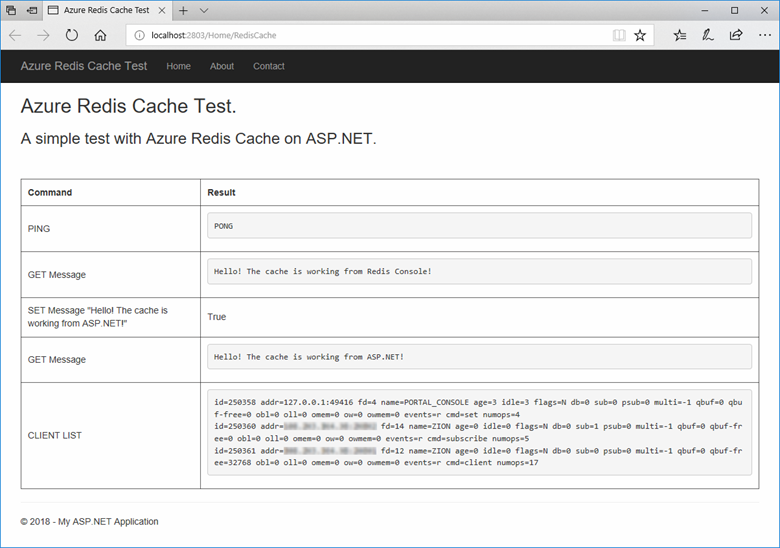 Azure Redis Cache Test
localhost:2803/Home/RedisCache
Azure Redis Cache Test Home About Contact
Azure Redis Cache Test.
A simple test with Azure Redis Cache on ASP.NET.
Command Result
PING PONG
GET Message Hello! The cache is working from Redis Console!
SET Message "Hello! The cache is
working from ASP.NET!" True
GET Message Hello! The cache is working from ASP.NET!
CLIENT LIST
id=250358 addr=127.0.0.1:49416 fd=4 name=PORTAL_CONSOLE age=3 idle=3 flags=N db=0 sub=0 psub=0 multi=-1 qbuf=0 qbu
f-free=0 obl=0 oll=0 omem=0 ow=0 owmem=0 events=r cmd=set numops=4
id=250360 addr= fd=14 name=ZION age=0 idle=0 flags=N db=0 sub=1 psub=0 multi=-1 qbuf=0 qbuf-fr
ee=0 obl=0 oll=0 omem=0 ow=0 owmem=0 events=r cmd=subscribe numops=5
id=250361 addr= fd=12 name=ZION age=0 idle=0 flags=N db=0 sub=0 psub=0 multi=-1 qbuf=0 qbuf-fr
ee=32768 obl=0 oll=0 omem=0 ow=0 owmem=0 events=r cmd=client numops=17
© 2018 - My ASP.NET Application